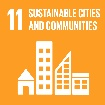 11 SUSTAINABLE CITIES
AND COMMUNITIES